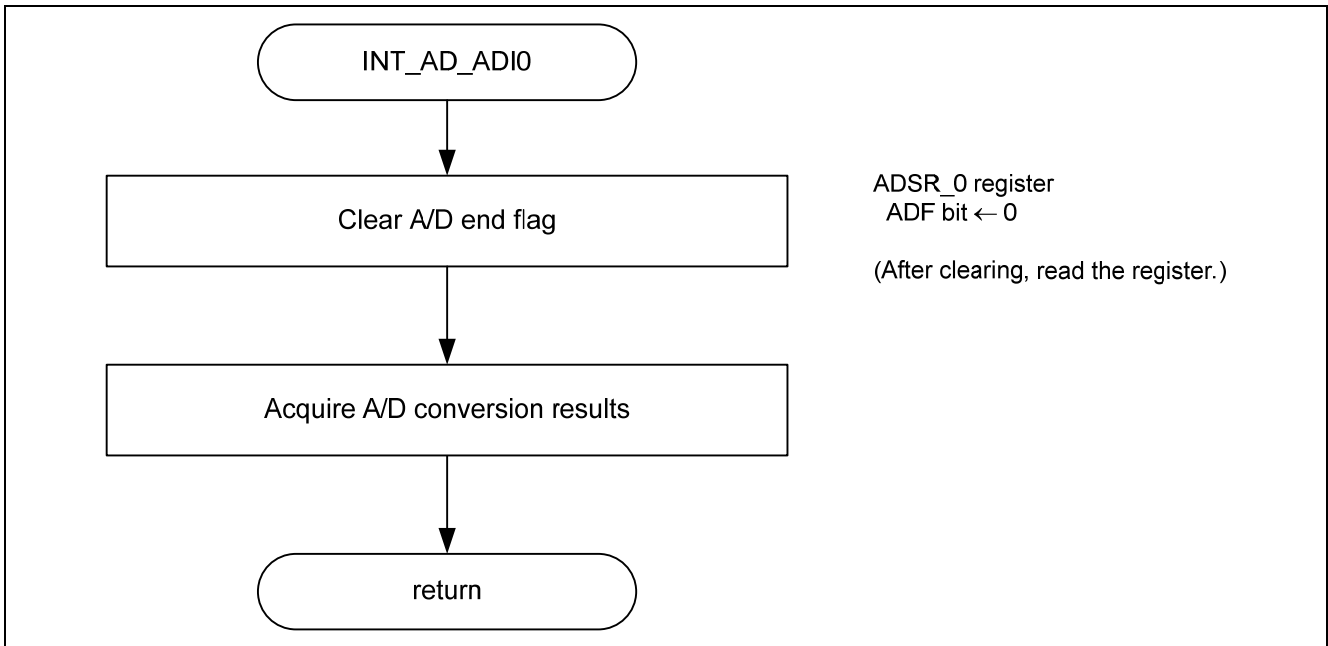 INT_AD_ADI0
Clear A/D end flag
ADSR_0 register
ADF bit ← 0
(After clearing, read the register.)
Acquire A/D conversion results
return